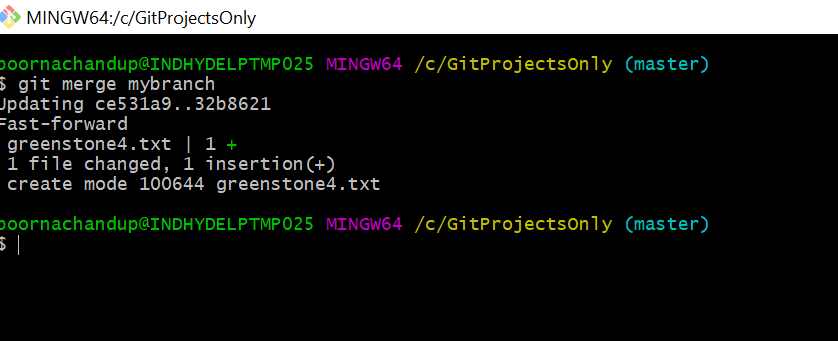 MINGW64:/c/GitProjectsOnly
poornachandup@INDHYDELPTMP025 MINGW64 /c/GitProjectsOnly (master)
$ git merge mybranch
Updating ce531a9..32b8621
Fast-forward
greenstone4.txt | 1 +
1 file changed, 1 insertion(+)
create mode 100644 greenstone4.txt
poornachandup@INDHYDELPTMP025 MINGW64 /c/GitProjectsOnly (master)
$